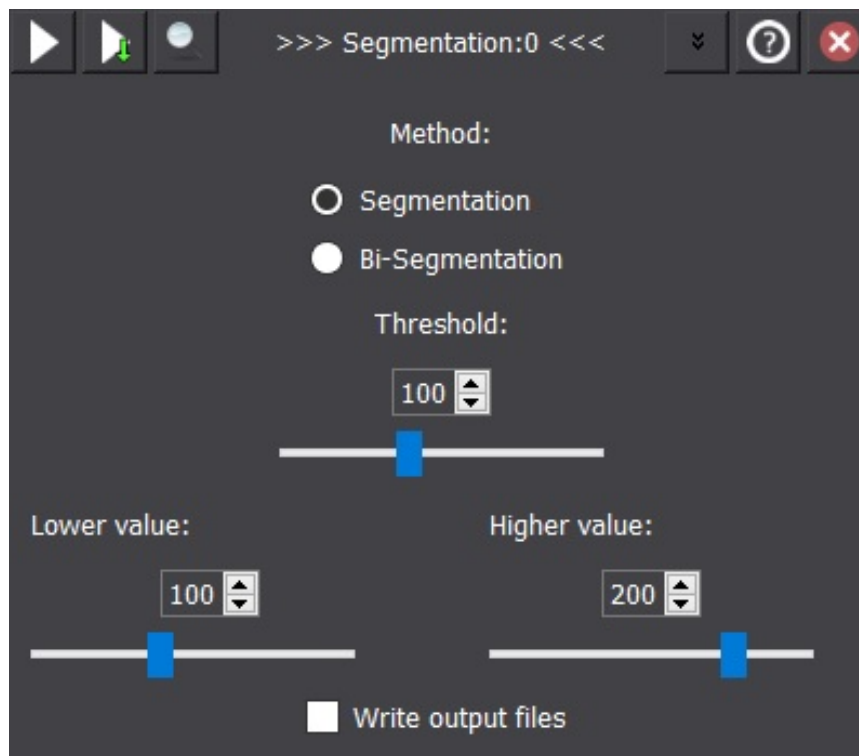 >>> Segmentation:0 <<<
Method:
Segmentation
Bi-Segmentation
Threshold:
100
Lower value:
Higher value:
100
200
Write output files